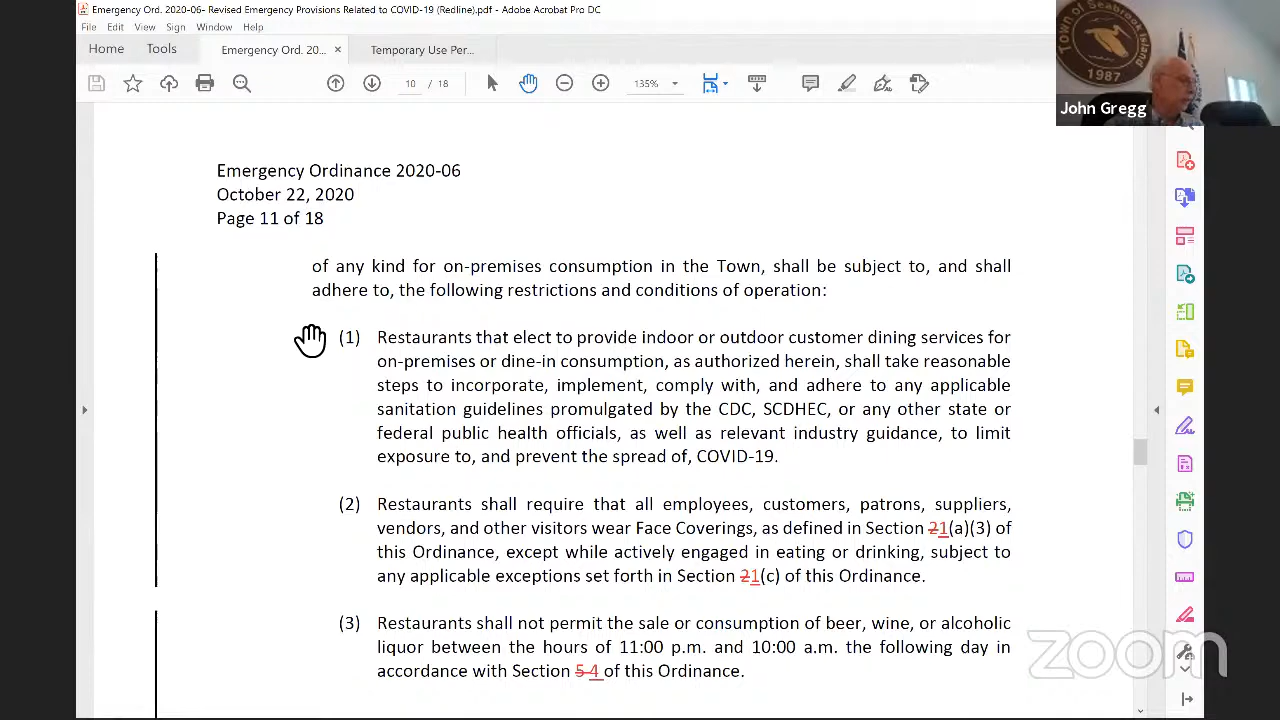 Emergency Ord. 2020-06- Revised Emergency Provisions Related to COVID-19 (Redline).pdf - Adobe Acrobat Pro DC
File Edit View Sign Window Help
Home Tools Emergency Ord. 20... × Temporary Use Per...
10 / 18 135%
Town of Seabrook Island
1987
John Gregg
Emergency Ordinance 2020-06
October 22, 2020
Page 11 of 18
of any kind for on-premises consumption in the Town, shall be subject to, and shall
adhere to, the following restrictions and conditions of operation:
(1) Restaurants that elect to provide indoor or outdoor customer dining services for
on-premises or dine-in consumption, as authorized herein, shall take reasonable
steps to incorporate, implement, comply with, and adhere to any applicable
sanitation guidelines promulgated by the CDC, SCDHEC, or any other state or
federal public health officials, as well as relevant industry guidance, to limit
exposure to, and prevent the spread of, COVID-19.
(2) Restaurants shall require that all employees, customers, patrons, suppliers,
vendors, and other visitors wear Face Coverings, as defined in Section 21(a)(3) of
this Ordinance, except while actively engaged in eating or drinking, subject to
any applicable exceptions set forth in Section 21(c) of this Ordinance.
(3) Restaurants shall not permit the sale or consumption of beer, wine, or alcoholic
liquor between the hours of 11:00 p.m. and 10:00 a.m. the following day in
accordance with Section 5 4 of this Ordinance.
zoom